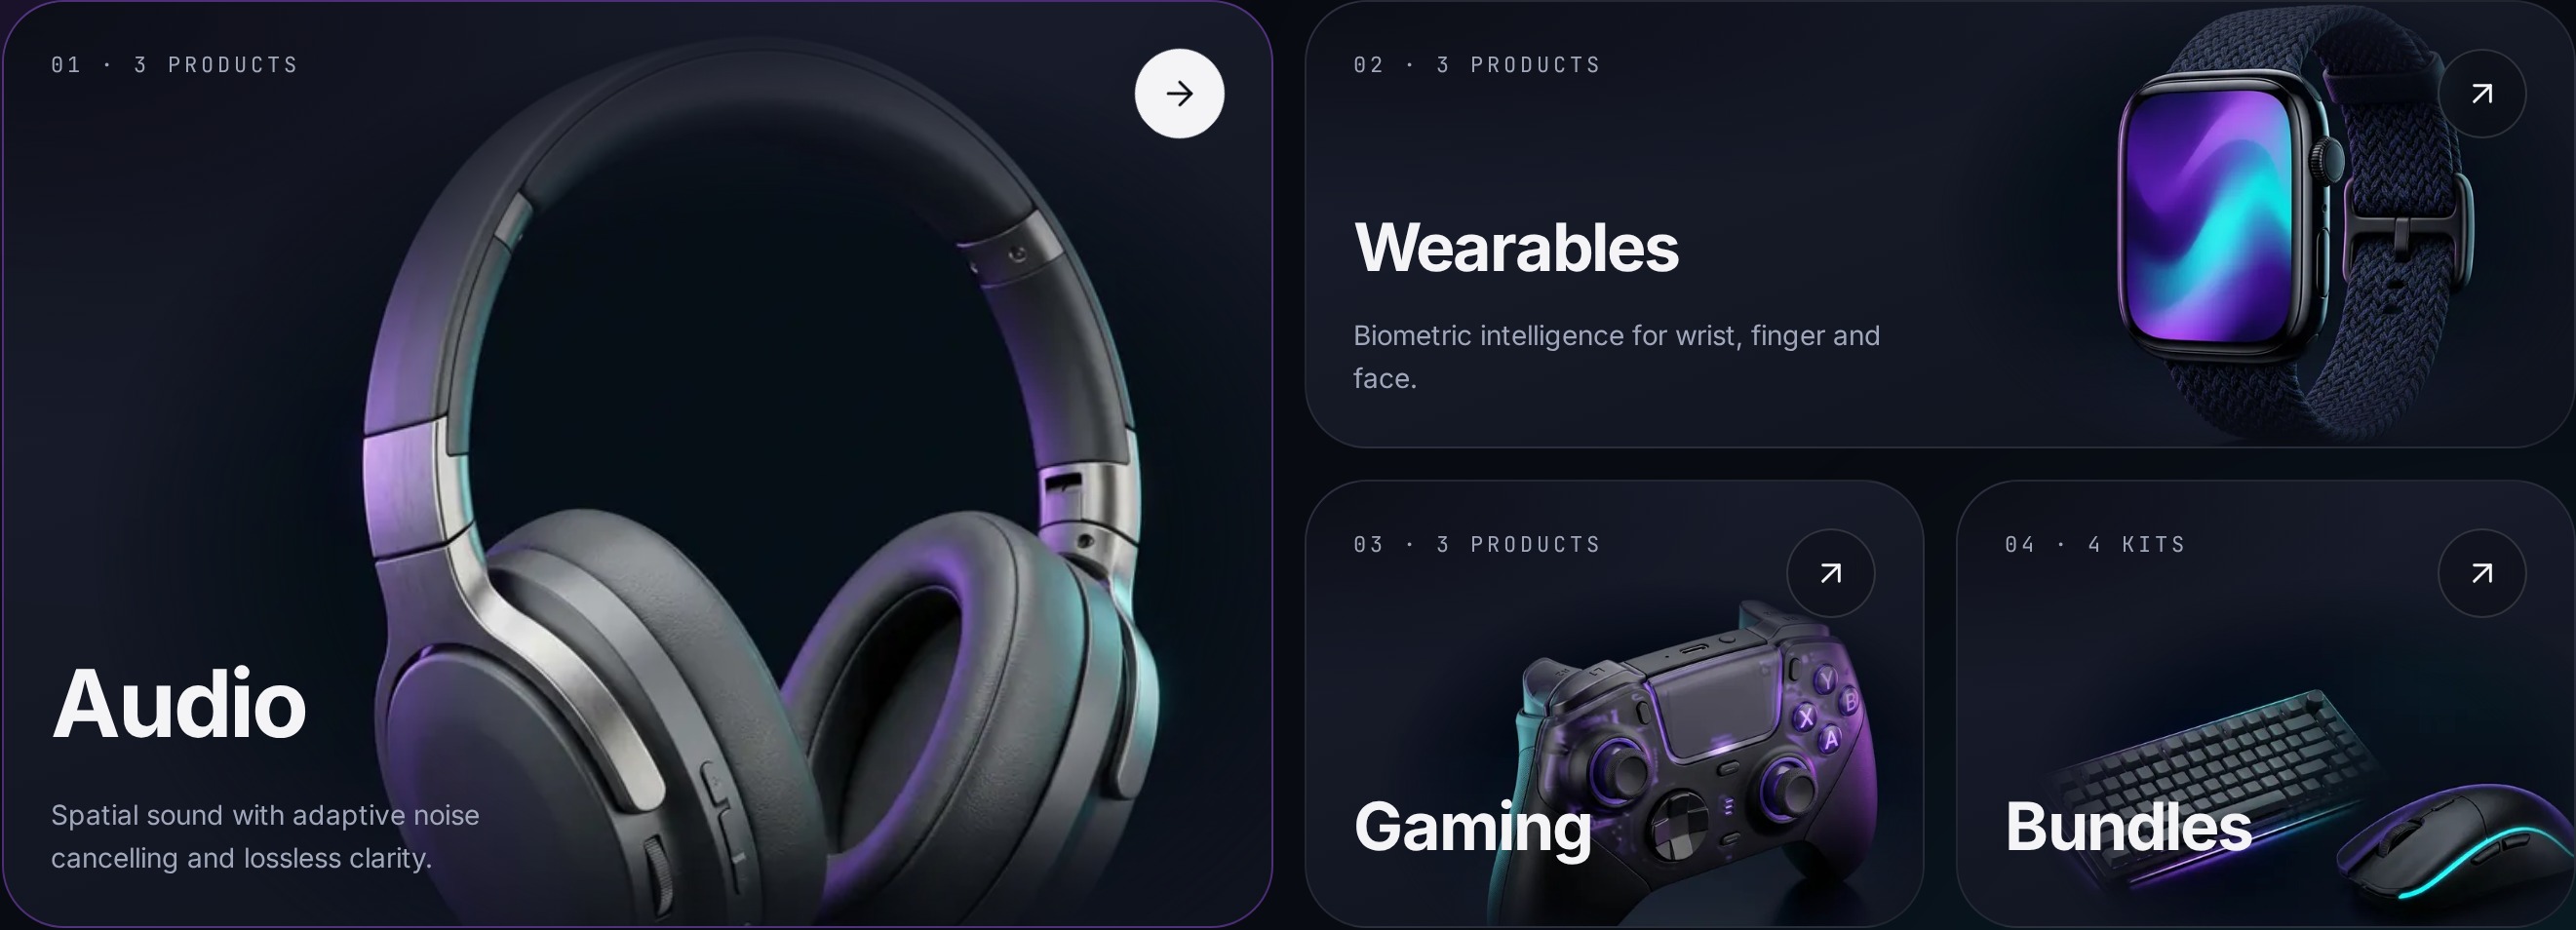 01 · 3 PRODUCTS
Audio
Spatial sound with adaptive noise
cancelling and lossless clarity.
02 · 3 PRODUCTS
Wearables
Biometric intelligence for wrist, finger and
face.
03 · 3 PRODUCTS
Y
B
X
A
Gaming
04 · 4 KITS
Bundles